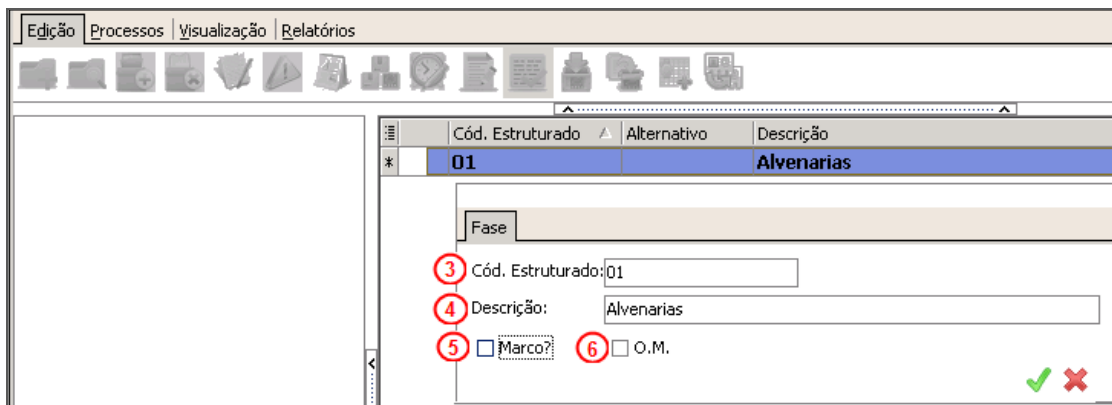 Edição Processos Visualização Relatórios
Cód. Estruturado Alternativo Descrição
* 01 Alvenarias
Fase
3 Cód. Estruturado: 01
4 Descrição: Alvenarias
5 Marco? 6 O.M.